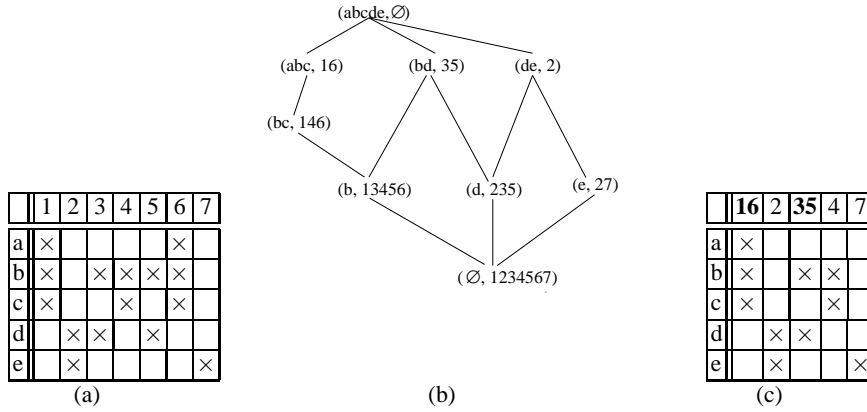 (abcde, ∅)
(abc, 16) (bd, 35) (de, 2)
(bc, 146)
(b, 13456) (d, 235) (e, 27)
(∅, 1234567)
1 2 3 4 5 6 7
a × ×
b × × × × ×
c × × ×
d × × ×
e × ×
(a)
(b)
16 2 35 4 7
a ×
b × × ×
c × ×
d × ×
e × ×
(c)